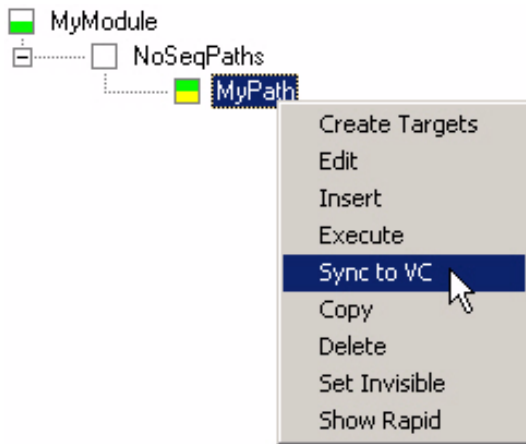 MyModule
NoSeqPaths
MyPath
Create Targets
Edit
Insert
Execute
Sync to VC
Copy
Delete
Set Invisible
Show Rapid